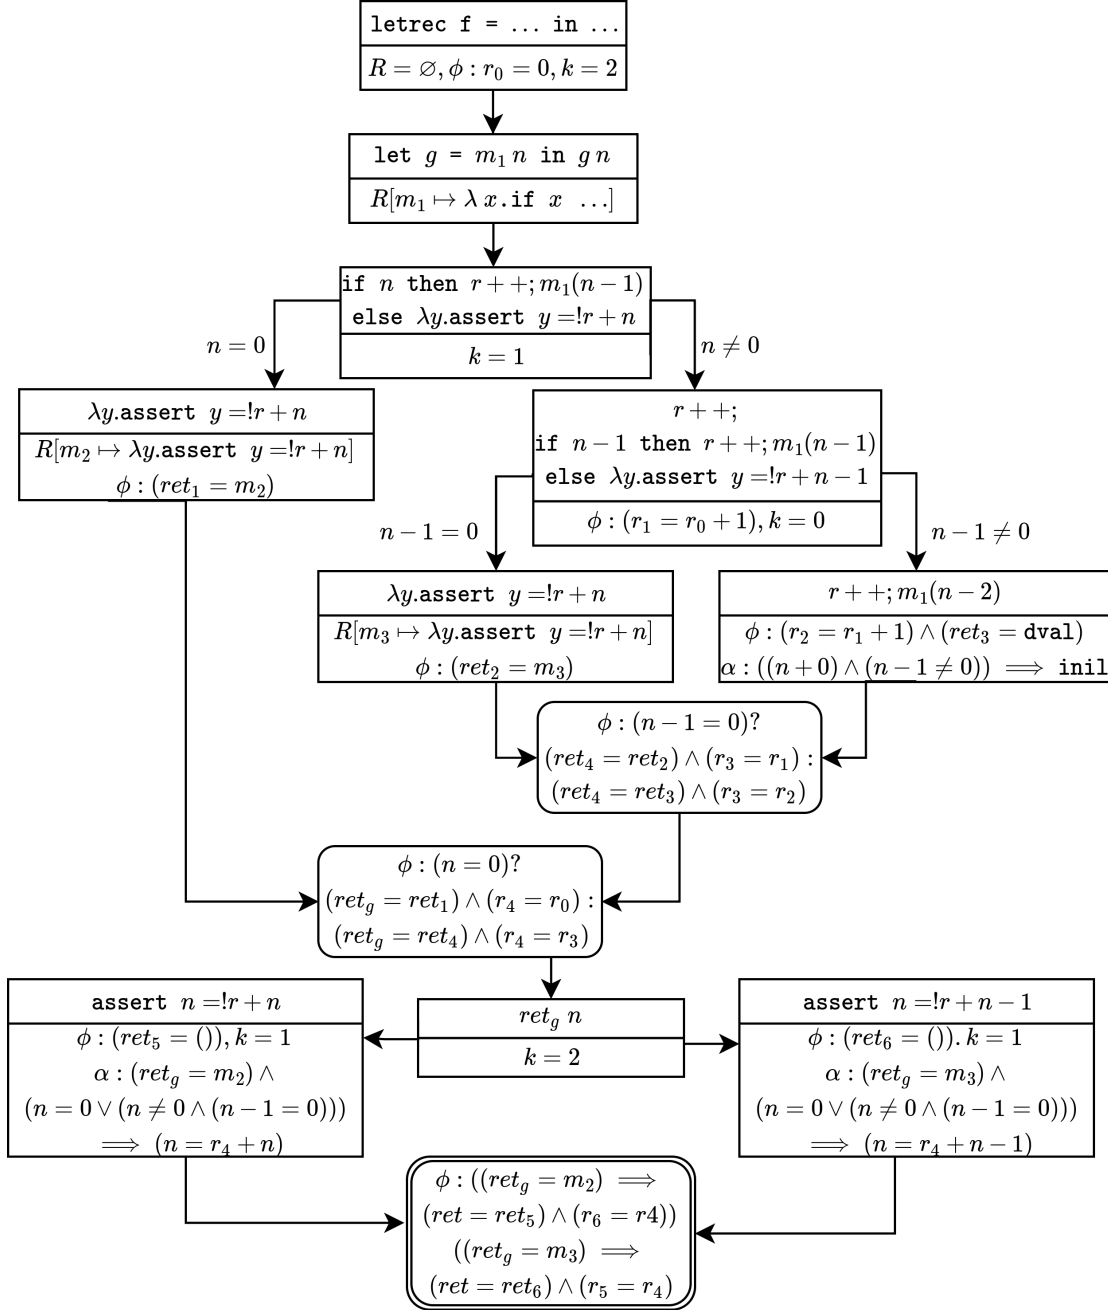 letrec f = ... in ...
R = ∅, ϕ : r₀ = 0, k = 2
let g = m₁ n in g n
R[m₁ ↦ λ x.if x ...]
if n then r++; m₁(n − 1)
else λy.assert y =!r + n
k = 1
n = 0
n ≠ 0
λy.assert y =!r + n
R[m₂ ↦ λy.assert y =!r + n]
ϕ : (ret₁ = m₂)
r++;
if n − 1 then r++; m₁(n − 1)
else λy.assert y =!r + n − 1
ϕ : (r₁ = r₀ + 1), k = 0
n − 1 = 0
n − 1 ≠ 0
λy.assert y =!r + n
R[m₃ ↦ λy.assert y =!r + n]
ϕ : (ret₂ = m₃)
r++; m₁(n − 2)
ϕ : (r₂ = r₁ + 1) ∧ (ret₃ = dval)
α : ((n + 0) ∧ (n − 1 ≠ 0)) ⟹ inil
ϕ : (n − 1 = 0)?
(ret₄ = ret₂) ∧ (r₃ = r₁) :
(ret₄ = ret₃) ∧ (r₃ = r₂)
ϕ : (n = 0)?
(ret_g = ret₁) ∧ (r₄ = r₀) :
(ret_g = ret₄) ∧ (r₄ = r₃)
ret_g n
k = 2
assert n =!r + n
ϕ : (ret₅ = ()), k = 1
α : (ret_g = m₂) ∧
(n = 0 ∨ (n ≠ 0 ∧ (n − 1 = 0)))
⟹ (n = r₄ + n)
assert n =!r + n − 1
ϕ : (ret₆ = ()). k = 1
α : (ret_g = m₃) ∧
(n = 0 ∨ (n ≠ 0 ∧ (n − 1 = 0)))
⟹ (n = r₄ + n − 1)
ϕ : ((ret_g = m₂) ⟹
(ret = ret₅) ∧ (r₆ = r4))
((ret_g = m₃) ⟹
(ret = ret₆) ∧ (r₅ = r₄)